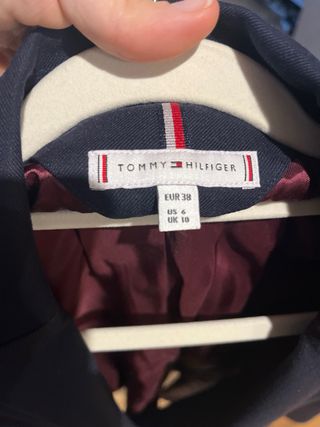 TOMMY HILFIGER
EUR 38
US 6
UK 10